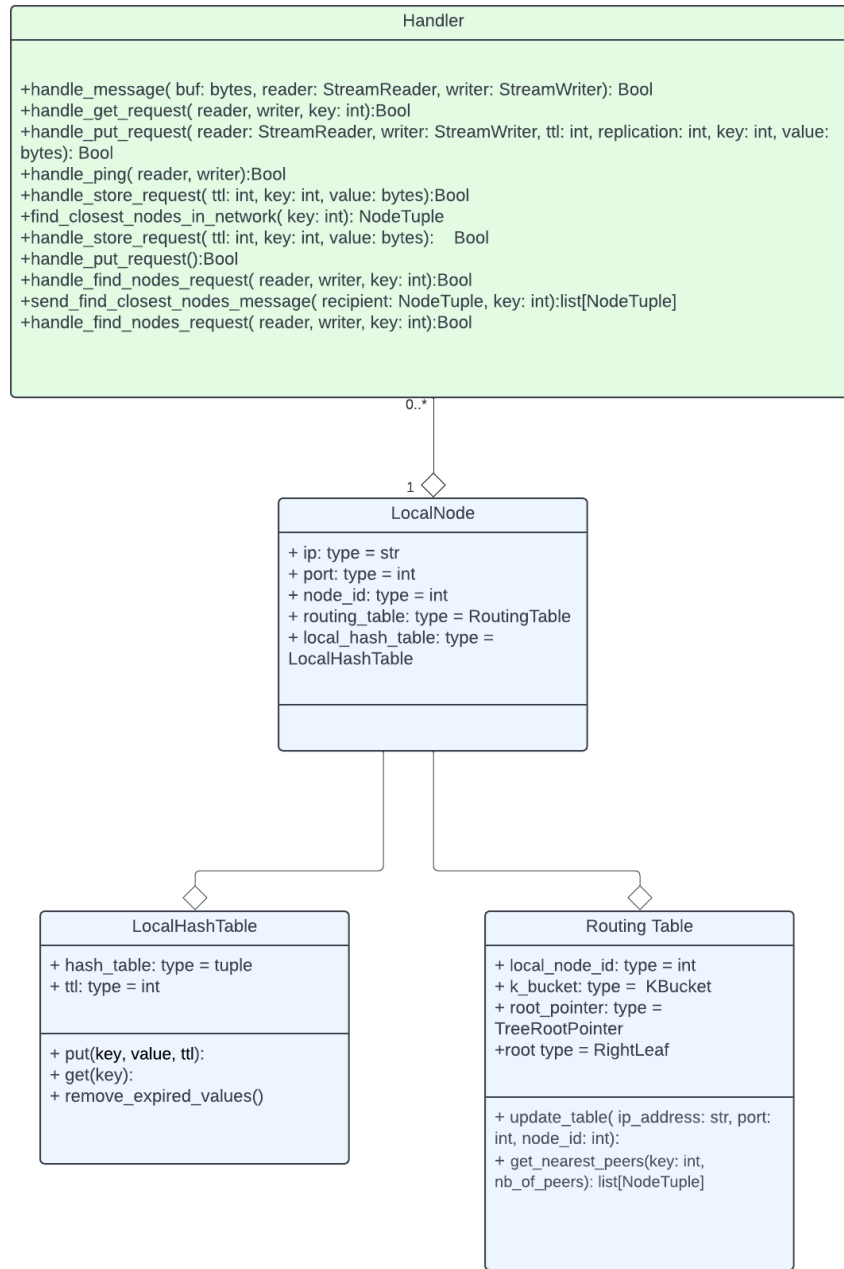 Handler
+handle_message( buf: bytes, reader: StreamReader, writer: StreamWriter): Bool
+handle_get_request( reader, writer, key: int):Bool
+handle_put_request( reader: StreamReader, writer: StreamWriter, ttl: int, replication: int, key: int, value:
bytes): Bool
+handle_ping( reader, writer):Bool
+handle_store_request( ttl: int, key: int, value: bytes):Bool
+find_closest_nodes_in_network( key: int): NodeTuple
+handle_store_request( ttl: int, key: int, value: bytes):    Bool
+handle_put_request():Bool
+handle_find_nodes_request( reader, writer, key: int):Bool
+send_find_closest_nodes_message( recipient: NodeTuple, key: int):list[NodeTuple]
+handle_find_nodes_request( reader, writer, key: int):Bool
0..*
1
LocalNode
+ ip: type = str
+ port: type = int
+ node_id: type = int
+ routing_table: type = RoutingTable
+ local_hash_table: type =
LocalHashTable
LocalHashTable
+ hash_table: type = tuple
+ ttl: type = int
+ put(key, value, ttl):
+ get(key):
+ remove_expired_values()
Routing Table
+ local_node_id: type = int
+ k_bucket: type =  KBucket
+ root_pointer: type =
TreeRootPointer
+root type = RightLeaf
+ update_table( ip_address: str, port:
int, node_id: int):
+ get_nearest_peers(key: int,
nb_of_peers): list[NodeTuple]